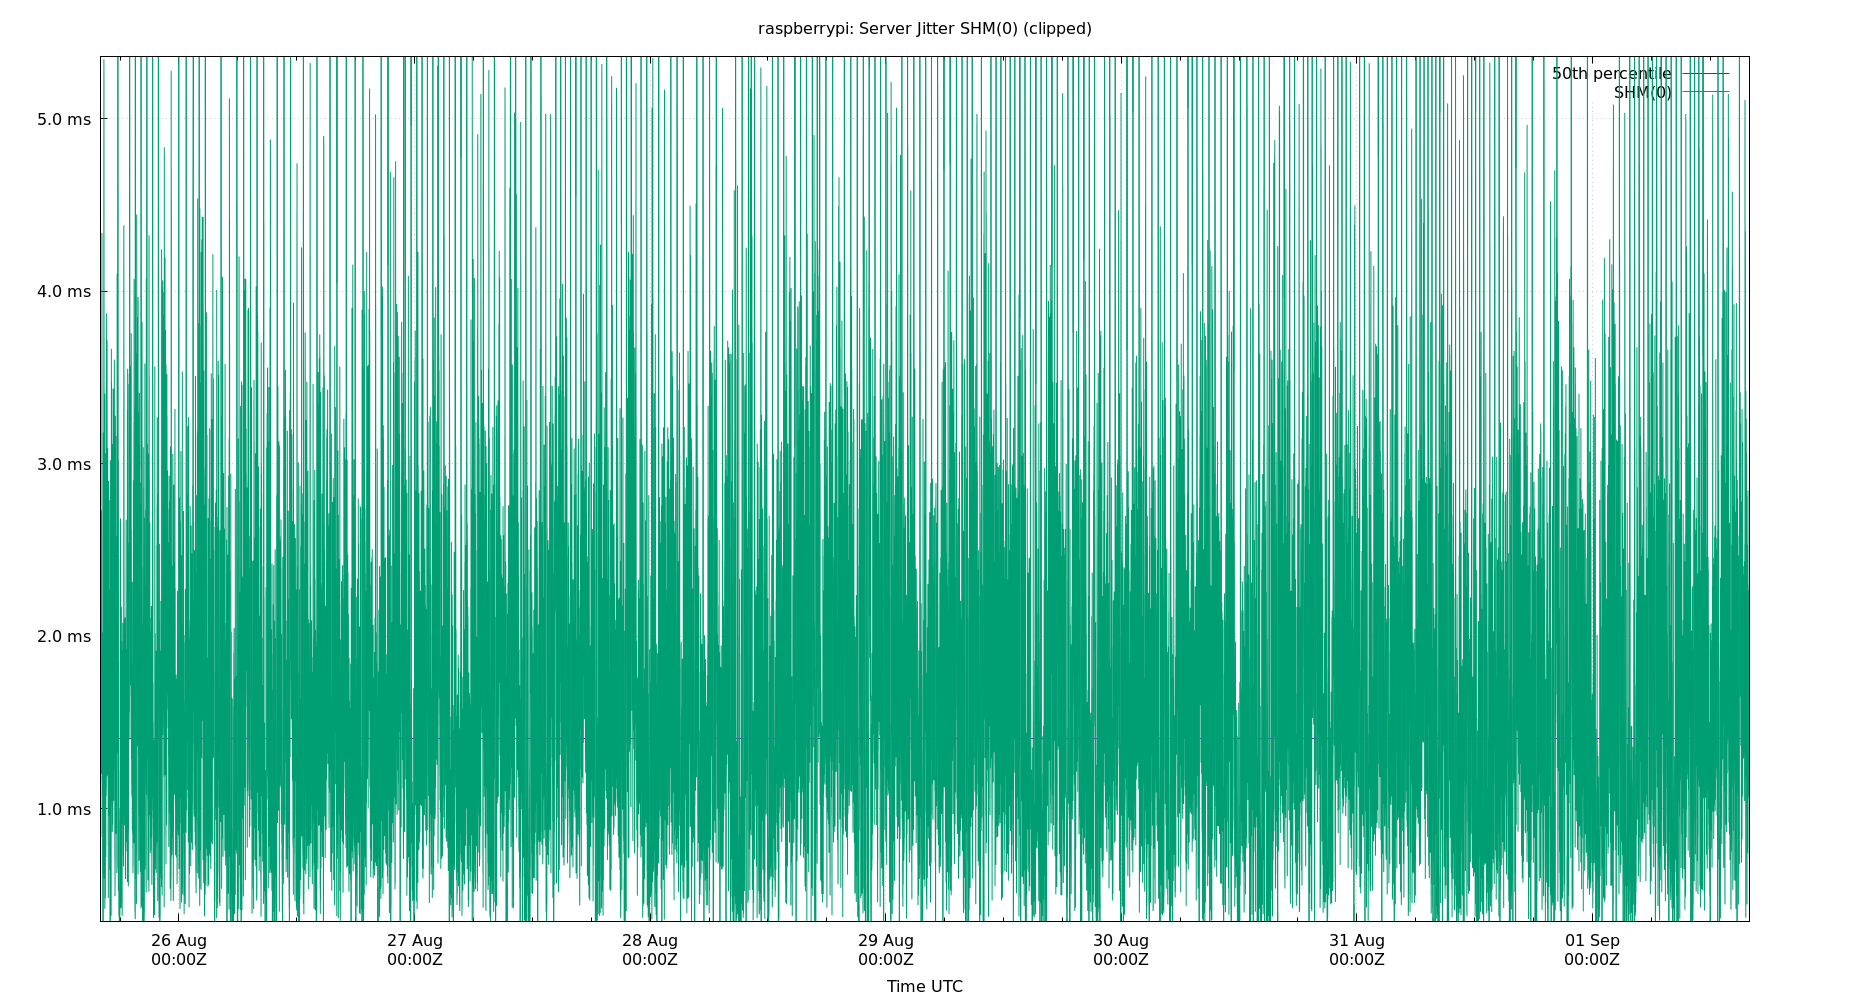 raspberrypi: Server Jitter SHM(0) (clipped)
50th percentile
SHM(0)
5.0 ms
4.0 ms
3.0 ms
2.0 ms
1.0 ms
26 Aug 27 Aug 28 Aug 29 Aug 30 Aug 31 Aug 01 Sep
00:00Z 00:00Z 00:00Z 00:00Z 00:00Z 00:00Z 00:00Z
Time UTC